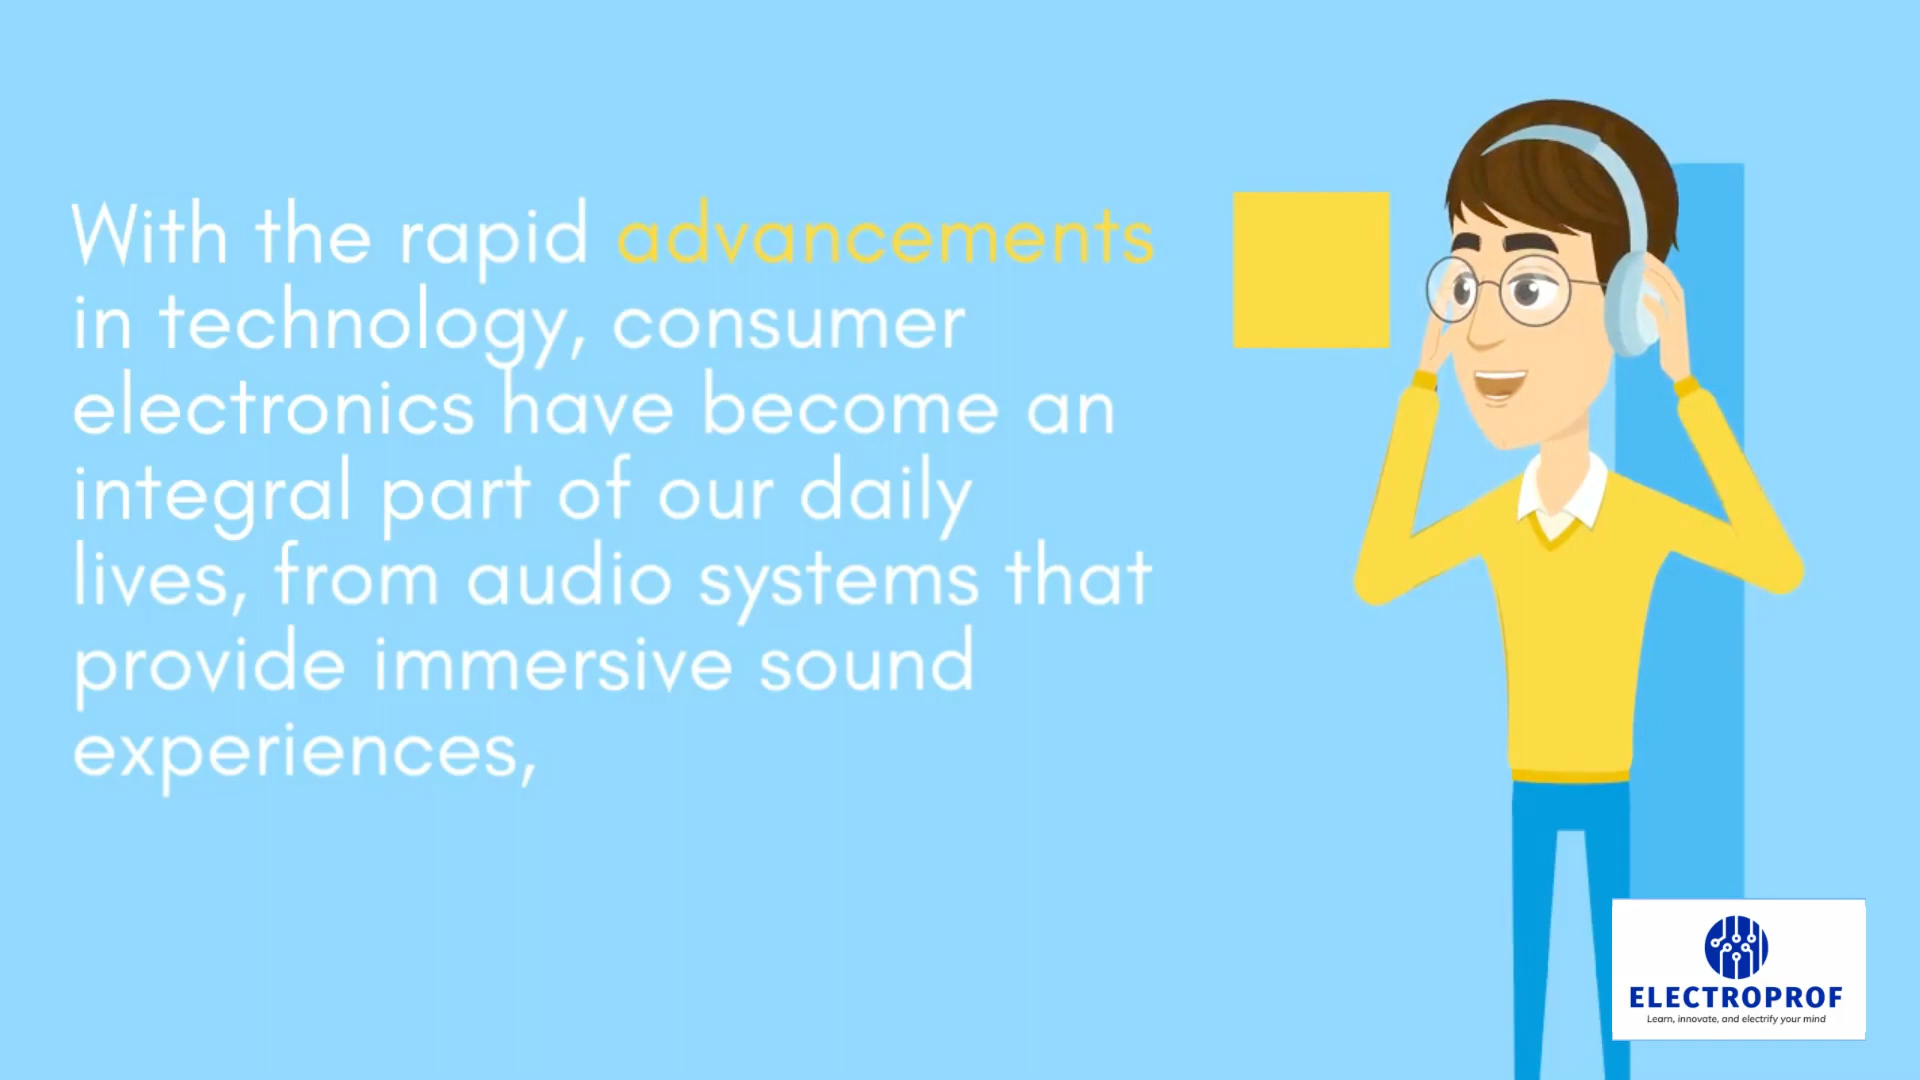 With the rapid advancements
in technology, consumer
electronics have become an
integral part of our daily
lives, from audio systems that
provide immersive sound
experiences,
ELECTROPROF
Learn, innovate, and electrify your mind